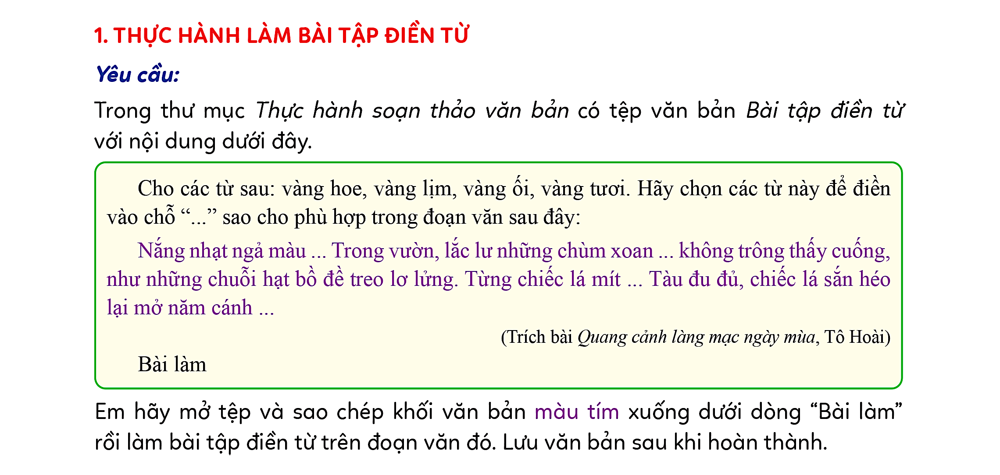 1. THỰC HÀNH LÀM BÀI TẬP ĐIỀN TỪ
Yêu cầu:
Trong thư mục Thực hành soạn thảo văn bản có tệp văn bản Bài tập điền từ
với nội dung dưới đây.
Cho các từ sau: vàng hoe, vàng lịm, vàng ối, vàng tươi. Hãy chọn các từ này để điền
vào chỗ “...” sao cho phù hợp trong đoạn văn sau đây:
Nắng nhạt ngả màu ... Trong vườn, lắc lư những chùm xoan ... không trông thấy cuống,
như những chuỗi hạt bồ đề treo lơ lửng. Từng chiếc lá mít ... Tàu đu đủ, chiếc lá sắn héo
lại mở năm cánh ...
(Trích bài Quang cảnh làng mạc ngày mùa, Tô Hoài)
Bài làm
Em hãy mở tệp và sao chép khối văn bản màu tím xuống dưới dòng “Bài làm”
rồi làm bài tập điền từ trên đoạn văn đó. Lưu văn bản sau khi hoàn thành.